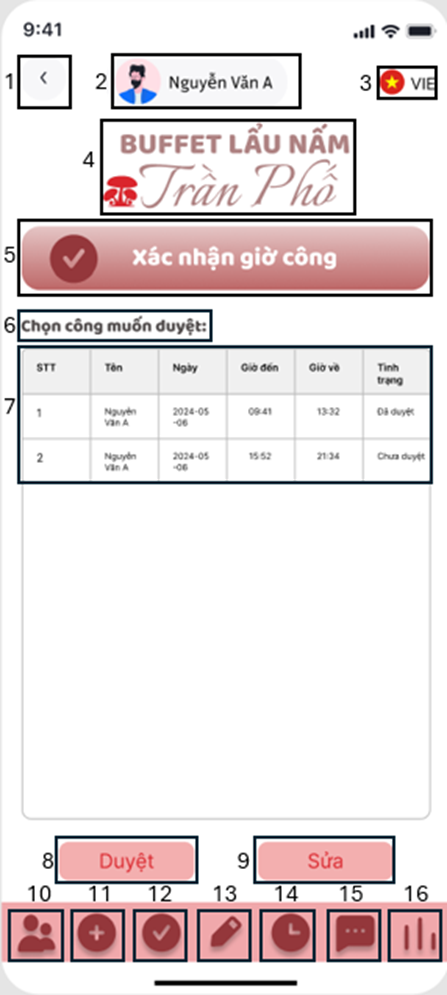 9:41
1
2 Nguyễn Văn A
3 VIE
4 BUFFET LẨU NẤM
Trần Phố
5 Xác nhận giờ công
6 Chọn công muốn duyệt:
7
STT Tên Ngày Giờ đến Giờ về Tình
trạng
1 Nguyễn 2024-05 09:41 13:32 Đã duyệt
Văn A -06
2 Nguyễn 2024-05 15:52 21:34 Chưa duyệt
Văn A -06
8 Duyệt 9 Sửa
10 11 12 13 14 15 16